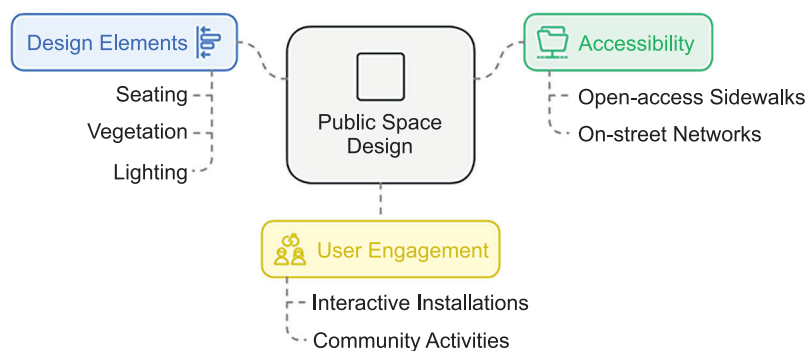 Design Elements
Seating
Vegetation
Lighting
Public Space
Design
Accessibility
Open-access Sidewalks
On-street Networks
User Engagement
Interactive Installations
Community Activities